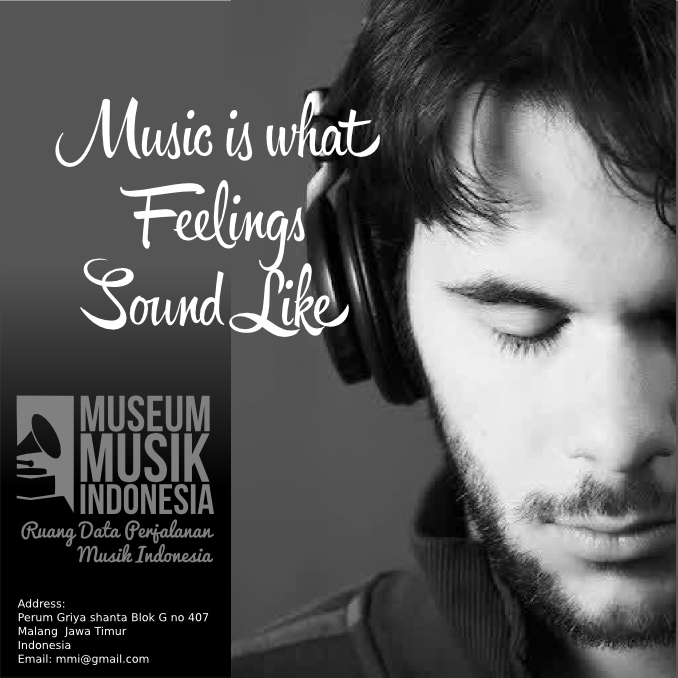 Music is what
Feelings
Sound Like
MUSEUM
MUSIK
INDONESIA
Ruang Data Perjalanan
Musik Indonesia
Address:
Perum Griya shanta Blok G no 407
Malang  Jawa Timur
Indonesia
Email: mmi@gmail.com